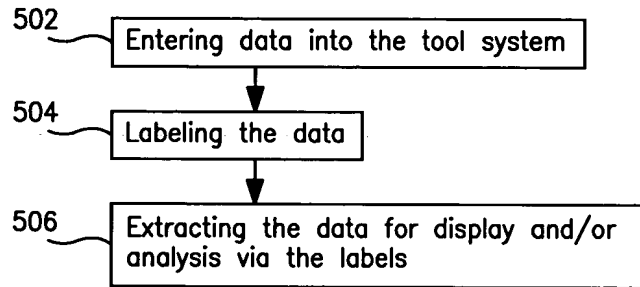 502
Entering data into the tool system
504
Labeling the data
506
Extracting the data for display and/or
analysis via the labels